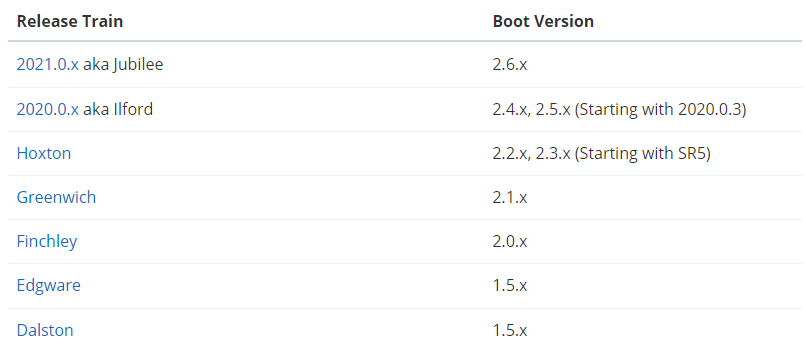 Release Train Boot Version
2021.0.x aka Jubilee 2.6.x
2020.0.x aka Ilford 2.4.x, 2.5.x (Starting with 2020.0.3)
Hoxton 2.2.x, 2.3.x (Starting with SR5)
Greenwich 2.1.x
Finchley 2.0.x
Edgware 1.5.x
Dalston 1.5.x